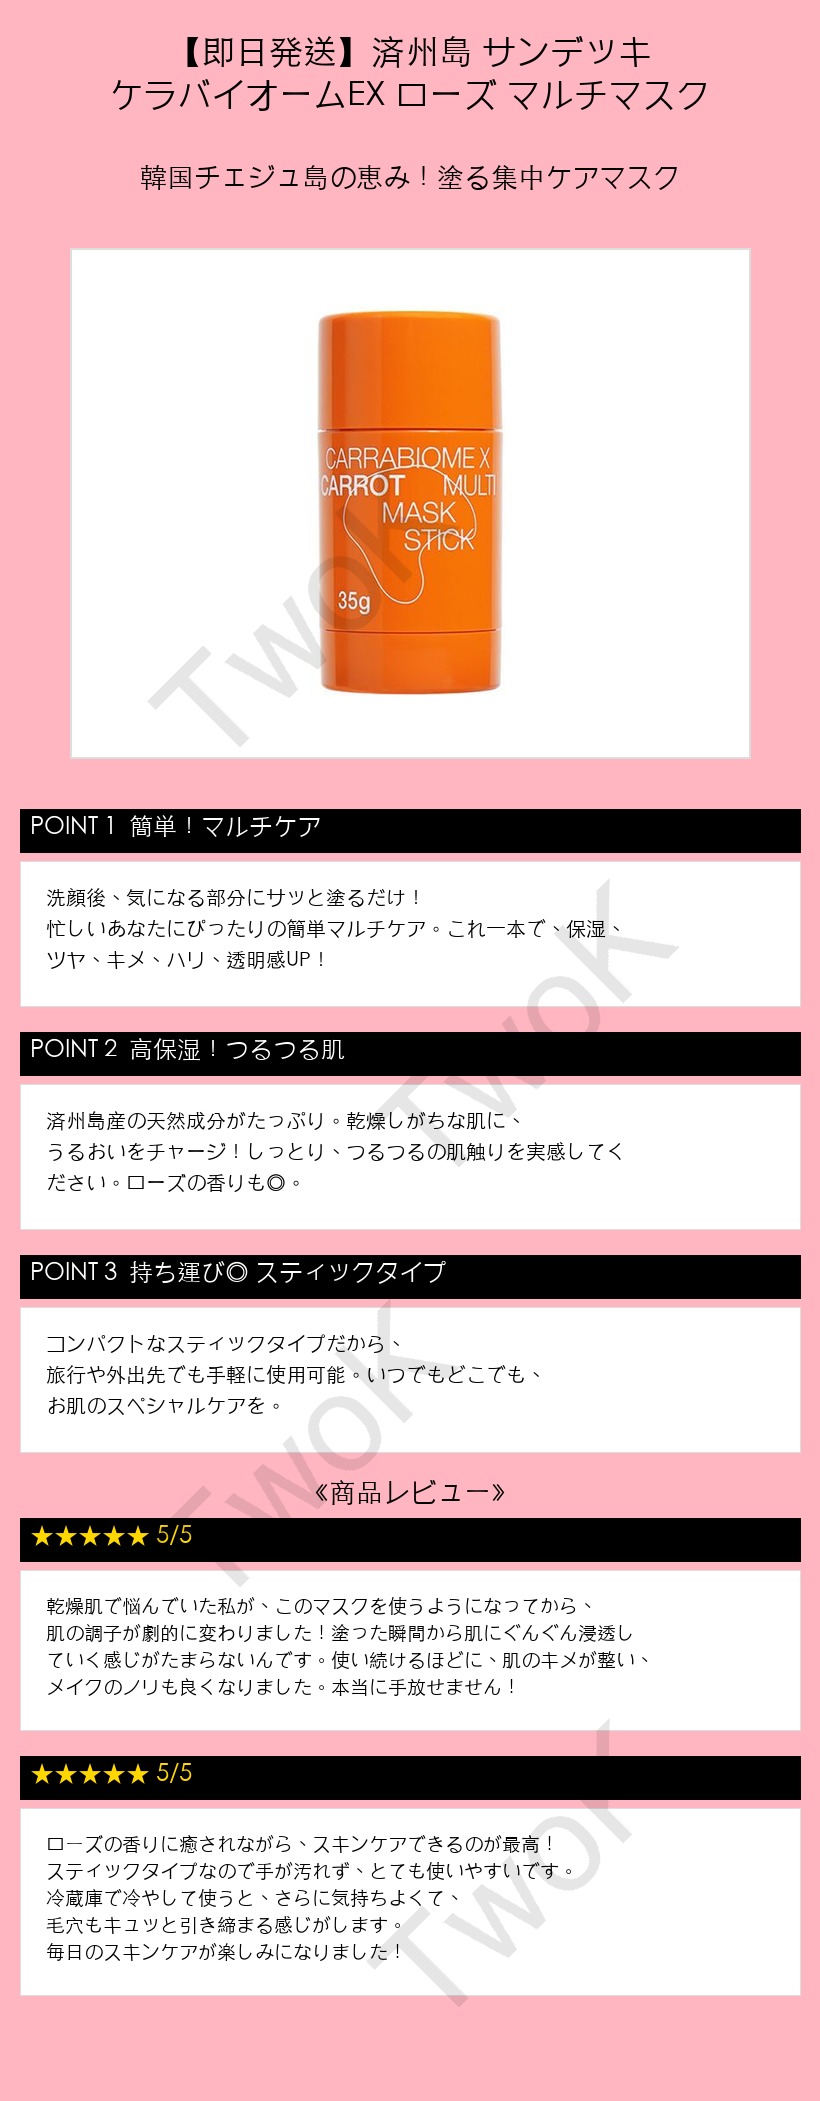 【即日発送】済州島 サンデッキ
ケラバイオームEX ローズ マルチマスク
韓国チェジュ島の恵み！塗る集中ケアマスク
CARRABIOME X
CARROT MULTI
MASK
STICK
35g
TwoK
POINT 1 簡単！マルチケア
洗顔後、気になる部分にサッと塗るだけ！
忙しいあなたにぴったりの簡単マルチケア。これ一本で、保湿、
ツヤ、キメ、ハリ、透明感UP！
TwoK
POINT 2 高保湿！つるつる肌
済州島産の天然成分がたっぷり。乾燥しがちな肌に、
うるおいをチャージ！しっとり、つるつるの肌触りを実感してく
ださい。ローズの香りも◎。
POINT 3 持ち運び◎ スティックタイプ
コンパクトなスティックタイプだから、
旅行や外出先でも手軽に使用可能。いつでもどこでも、
お肌のスペシャルケアを。
TwoK
《商品レビュー》
★★★★★ 5/5
乾燥肌で悩んでいた私が、このマスクを使うようになってから、
肌の調子が劇的に変わりました！塗った瞬間から肌にぐんぐん浸透し
ていく感じがたまらないんです。使い続けるほどに、肌のキメが整い、
メイクのノリも良くなりました。本当に手放せません！
★★★★★ 5/5
ローズの香りに癒されながら、スキンケアできるのが最高！
スティックタイプなので手が汚れず、とても使いやすいです。
冷蔵庫で冷やして使うと、さらに気持ちよくて、
毛穴もキュッと引き締まる感じがします。
毎日のスキンケアが楽しみになりました！
TwoK